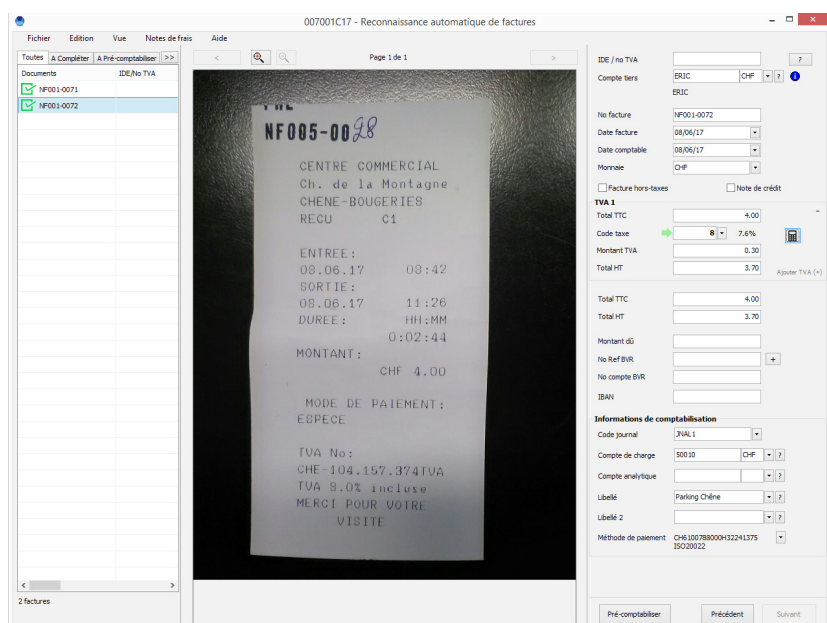 007001C17 - Reconnaissance automatique de factures
Fichier Edition Vue Notes de frais Aide
Toutes A Compléter A Pré-comptabiliser >>
Documents IDE/No TVA
NF001-0071
NF001-0072
2 factures
< Page 1 de 1 >
NF005-0028
CENTRE COMMERCIAL
Ch. de la Montagne
CHENE-BOUGERIES
RECU C1
ENTREE:
08.06.17 08:42
SORTIE:
08.06.17 11:26
DUREE: HH:MM
0:02:44
MONTANT:
CHF 4.00
MODE DE PAIEMENT:
ESPECE
TVA No:
CHE-104.157.374TVA
TVA 8.0% incluse
MERCI POUR VOTRE
VISITE
IDE / no TVA ?
Compte tiers ERIC CHF ?
ERIC
No facture NF001-0072
Date facture 08/06/17
Date comptable 08/06/17
Monnaie CHF
Facture hors-taxes Note de crédit
TVA 1
Total TTC 4.00 -
Code taxe 8 7.6%
Montant TVA 0.30
Total HT 3.70 Ajouter TVA (+)
Total TTC 4.00
Total HT 3.70
Montant dû
No Ref BVR +
No compte BVR
IBAN
Informations de comptabilisation
Code journal JNAL1
Compte de charge 50010 CHF ?
Compte analytique ?
Libellé Parking Chêne ?
Libellé 2 ?
Méthode de paiement CH6100788000H32241375
ISO20022
Pré-comptabiliser Précédent Suivant